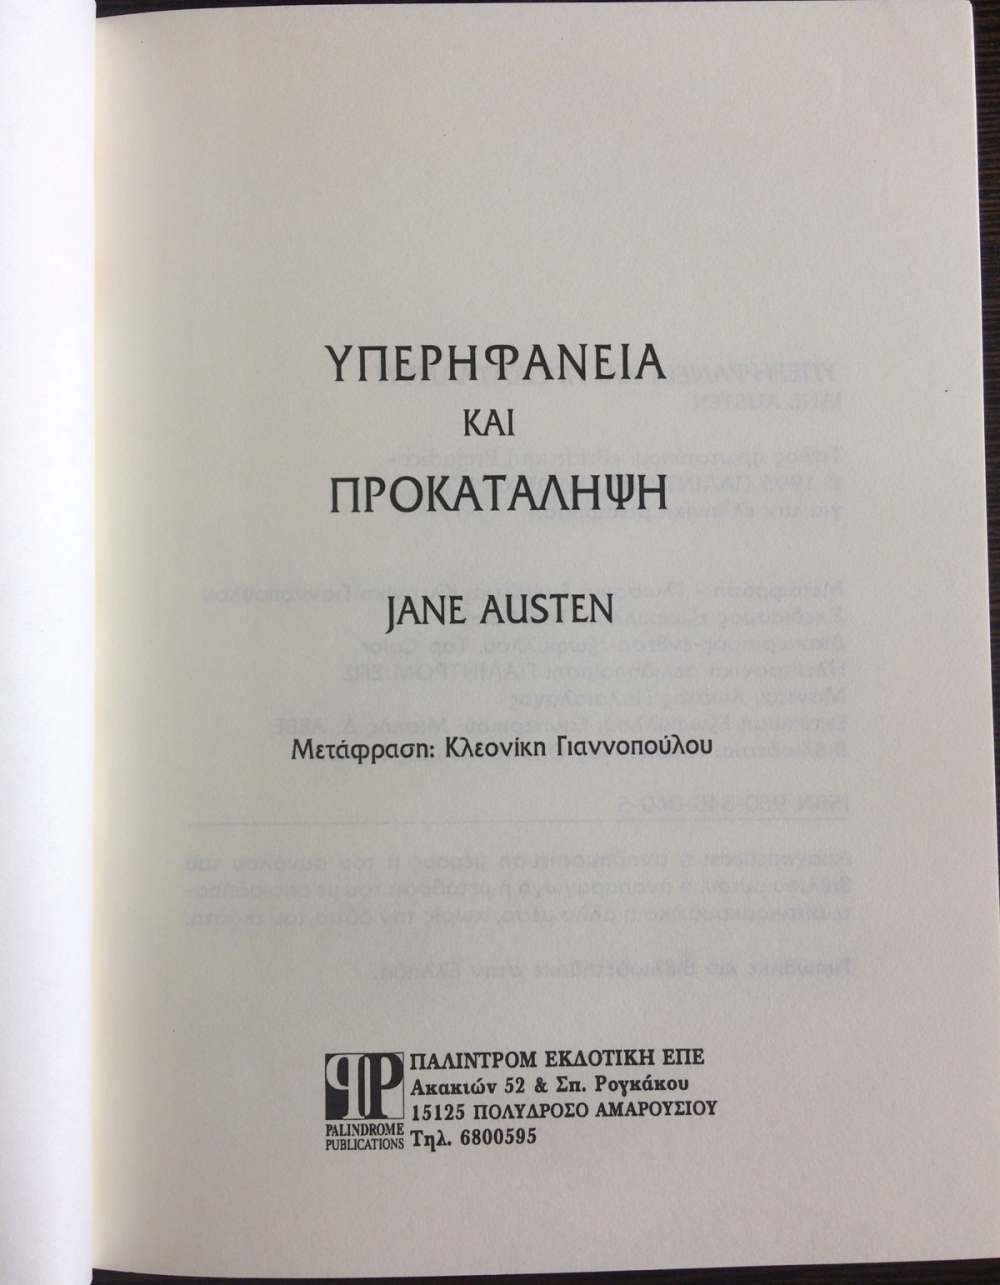 ΥΠΕΡΗΦΑΝΕΙΑ
ΚΑΙ
ΠΡΟΚΑΤΑΛΗΨΗ
JANE AUSTEN
Μετάφραση: Κλεονίκη Γιαννοπούλου
PALINDROME
PUBLICATIONS
ΠΑΛΙΝΤΡΟΜ ΕΚΔΟΤΙΚΗ ΕΠΕ
Ακακιών 52 & Σπ. Ρογκάκου
15125 ΠΟΛΥΔΡΟΣΟ ΑΜΑΡΟΥΣΙΟΥ
Τηλ. 6800595